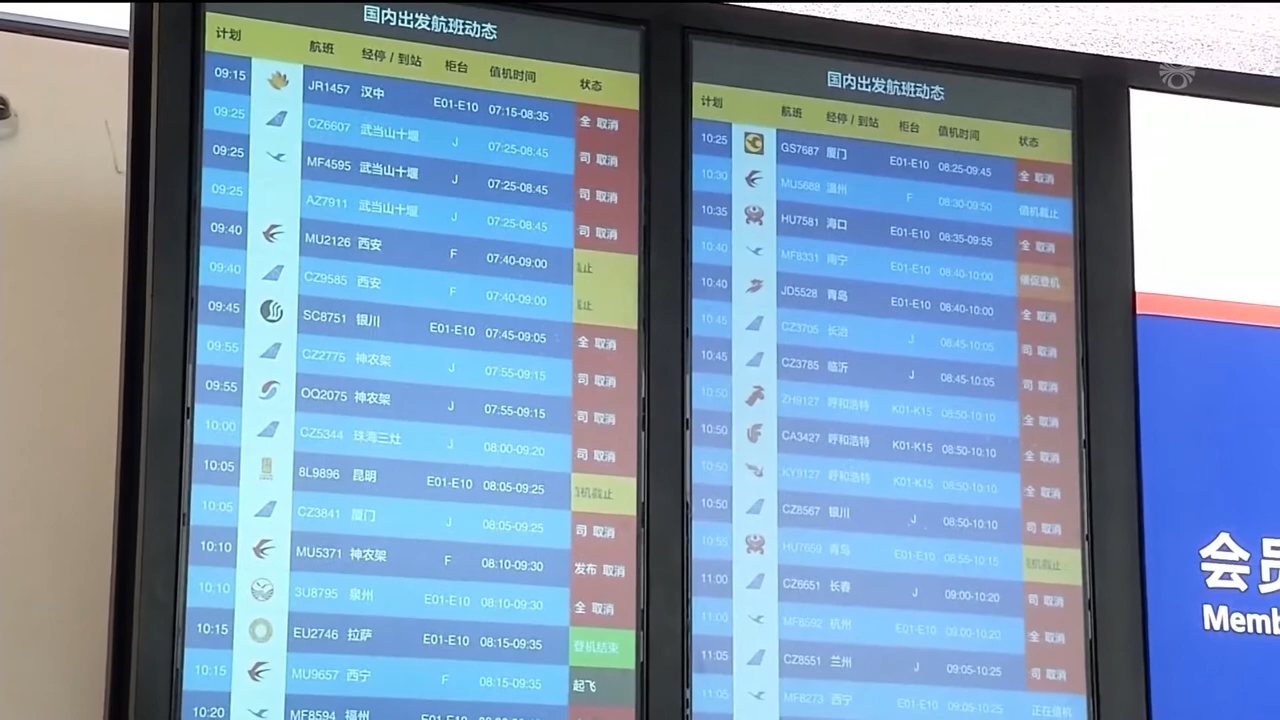 国内出发航班动态
计划 航班 经停 / 到站 柜台 值机时间 状态
09:15 JR1457 汉中 E01-E10 07:15-08:35 全 取消
09:25 CZ6607 武当山十堰 J 07:25-08:45 司 取消
09:25 MF4595 武当山十堰 J 07:25-08:45 司 取消
09:25 AZ7911 武当山十堰 J 07:25-08:45 司 取消
09:40 MU2126 西安 F 07:40-09:00 止
09:40 CZ9585 西安 F 07:40-09:00 止
09:45 SC8751 银川 E01-E10 07:45-09:05 全 取消
09:55 CZ2775 神农架 J 07:55-09:15 司 取消
09:55 OQ2075 神农架 J 07:55-09:15 司 取消
10:00 CZ5344 珠海三灶 J 08:00-09:20 司 取消
10:05 8L9896 昆明 E01-E10 08:05-09:25 机截止
10:05 CZ3841 厦门 J 08:05-09:25 司 取消
10:10 MU5371 神农架 F 08:10-09:30 发布 取消
10:10 3U8795 泉州 E01-E10 08:10-09:30 全 取消
10:15 EU2746 拉萨 E01-E10 08:15-09:35 登机结束
10:15 MU9657 西宁 F 08:15-09:35 起飞
10:20 MF8594 福州 E01-E10
国内出发航班动态
计划 航班 经停 / 到站 柜台 值机时间 状态
10:25 GS7687 厦门 E01-E10 08:25-09:45 全 取消
10:30 MU5688 温州 F 08:30-09:50 值机截止
10:35 HU7581 海口 E01-E10 08:35-09:55 全 取消
10:40 MF8331 南宁 E01-E10 08:40-10:00 催促登机
10:40 JD5528 青岛 E01-E10 08:40-10:00 全 取消
10:45 CZ3705 长治 J 08:45-10:05 司 取消
10:45 CZ3785 临沂 J 08:45-10:05 司 取消
10:50 ZH9127 呼和浩特 K01-K15 08:50-10:10 全 取消
10:50 CA3427 呼和浩特 K01-K15 08:50-10:10 全 取消
10:50 KY9127 呼和浩特 K01-K15 08:50-10:10 全 取消
10:50 CZ8567 银川 J 08:50-10:10 司 取消
10:55 HU7659 青岛 E01-E10 08:55-10:15 机截止
11:00 CZ6651 长春 J 09:00-10:20 司 取消
11:00 MF8592 杭州 E01-E10 09:00-10:20 全 取消
11:05 CZ8551 兰州 J 09:05-10:25 司 取消
11:05 MF8273 西宁 E01-E10 09:05-10:25 正在值机
会员
Memb